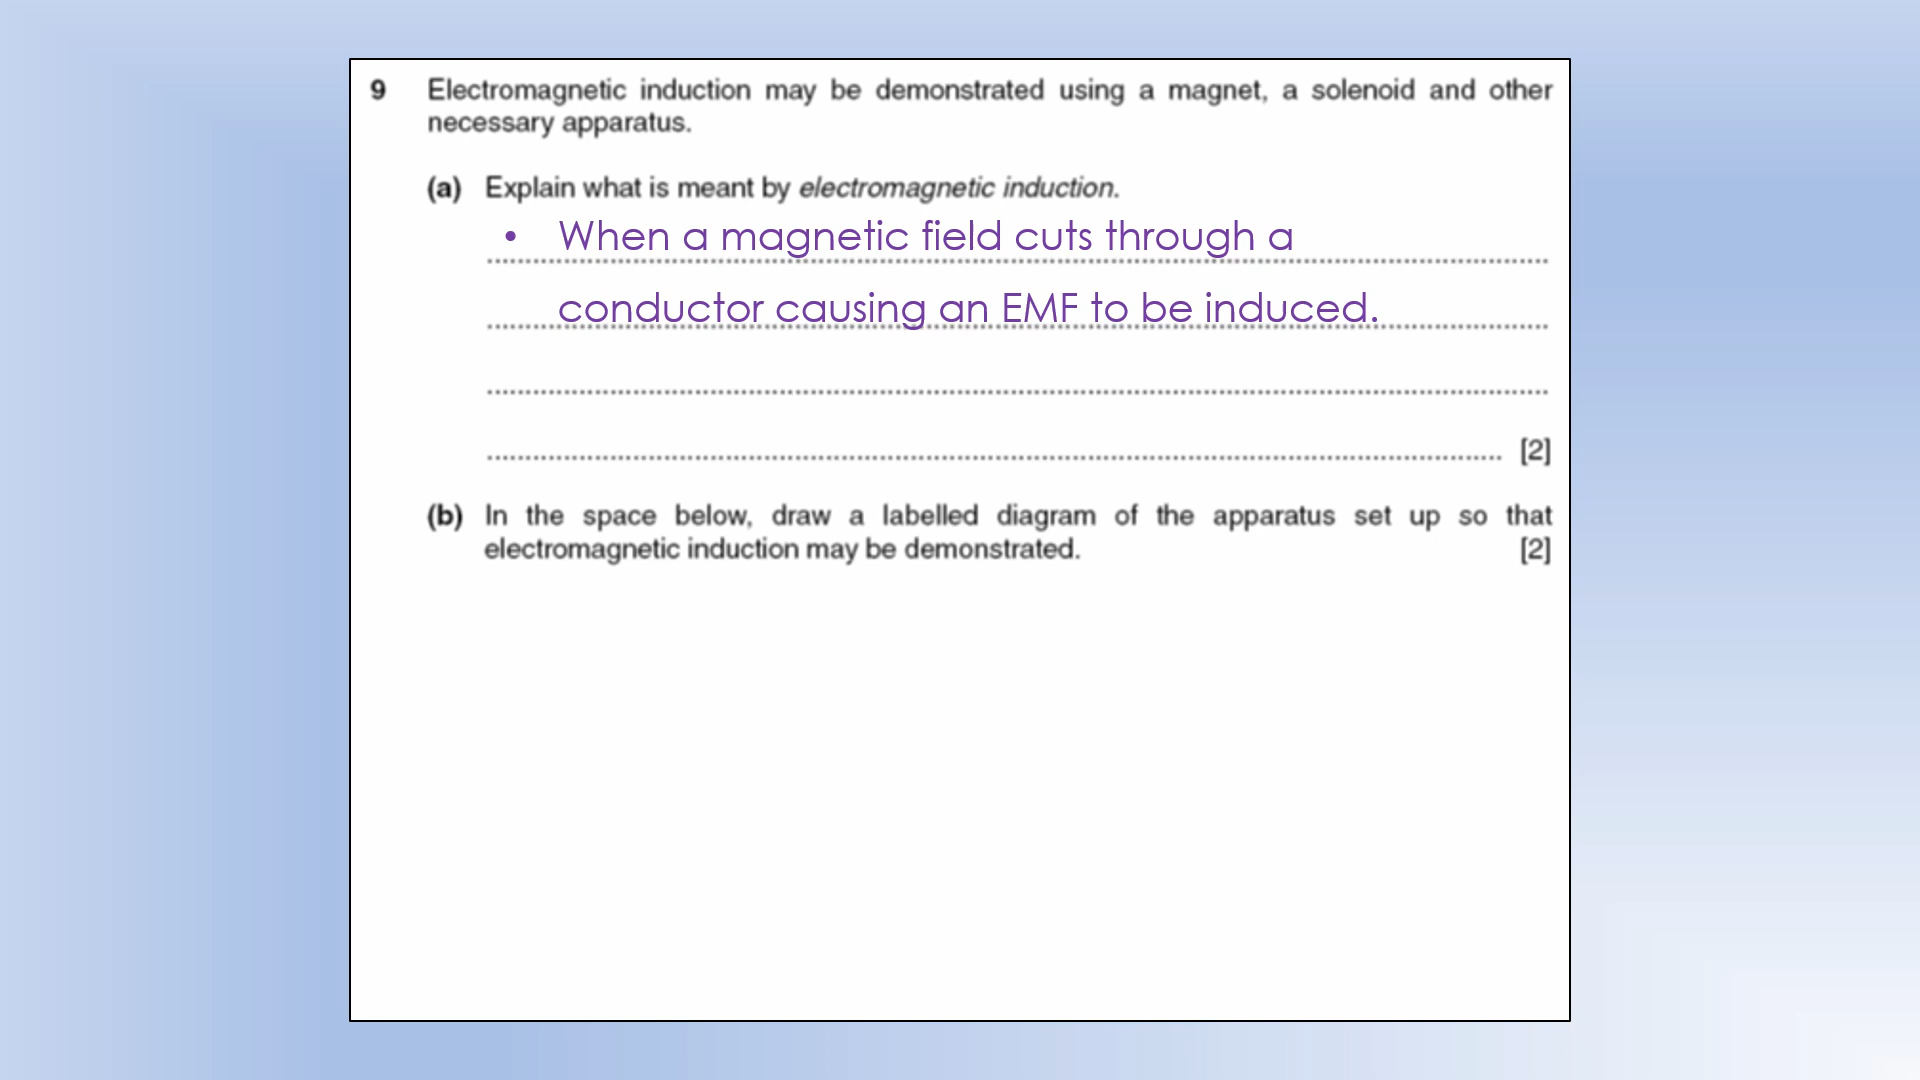 9 Electromagnetic induction may be demonstrated using a magnet, a solenoid and other
necessary apparatus.
(a) Explain what is meant by electromagnetic induction.
• When a magnetic field cuts through a
conductor causing an EMF to be induced.
[2]
(b) In the space below, draw a labelled diagram of the apparatus set up so that
electromagnetic induction may be demonstrated. [2]